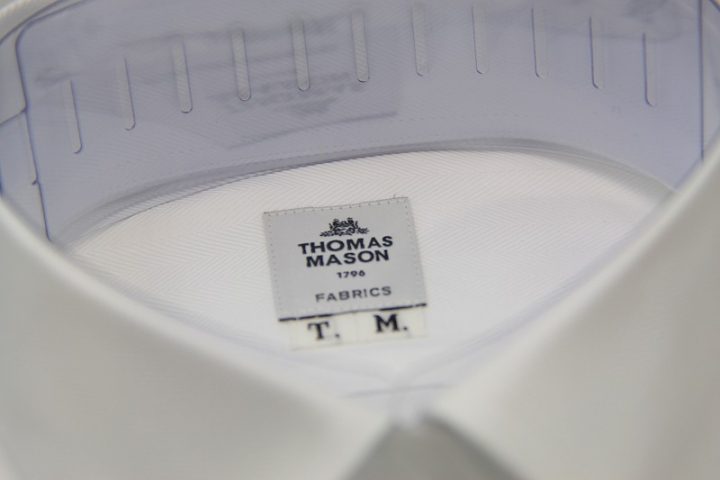 THOMAS
MASON
1796
FABRICS
T. M.